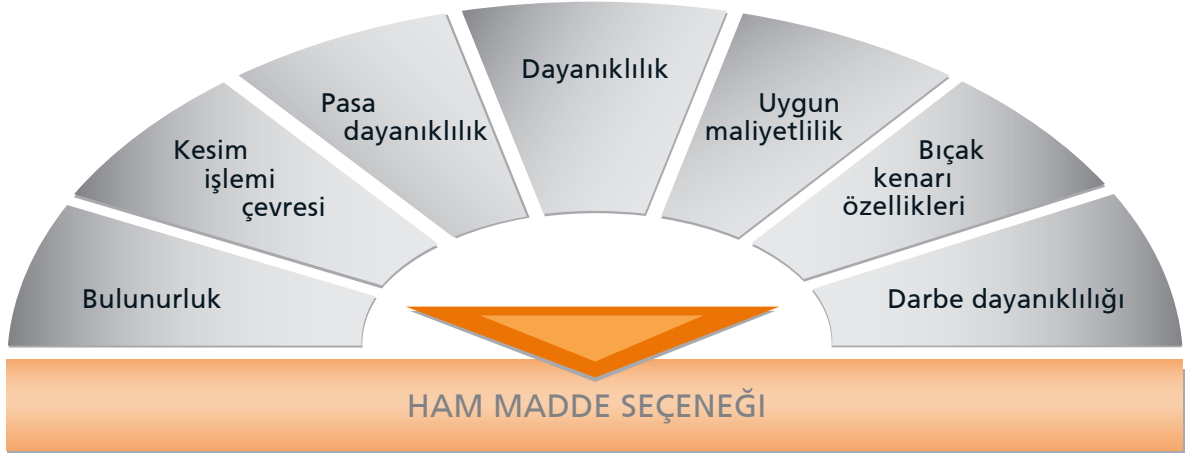 Bulunurluk
Kesim
işlemi
çevresi
Pasa
dayanıklılık
Dayanıklılık
Uygun
maliyetlilik
Bıçak
kenarı
özellikleri
Darbe dayanıklılığı
HAM MADDE SEÇENEĞI